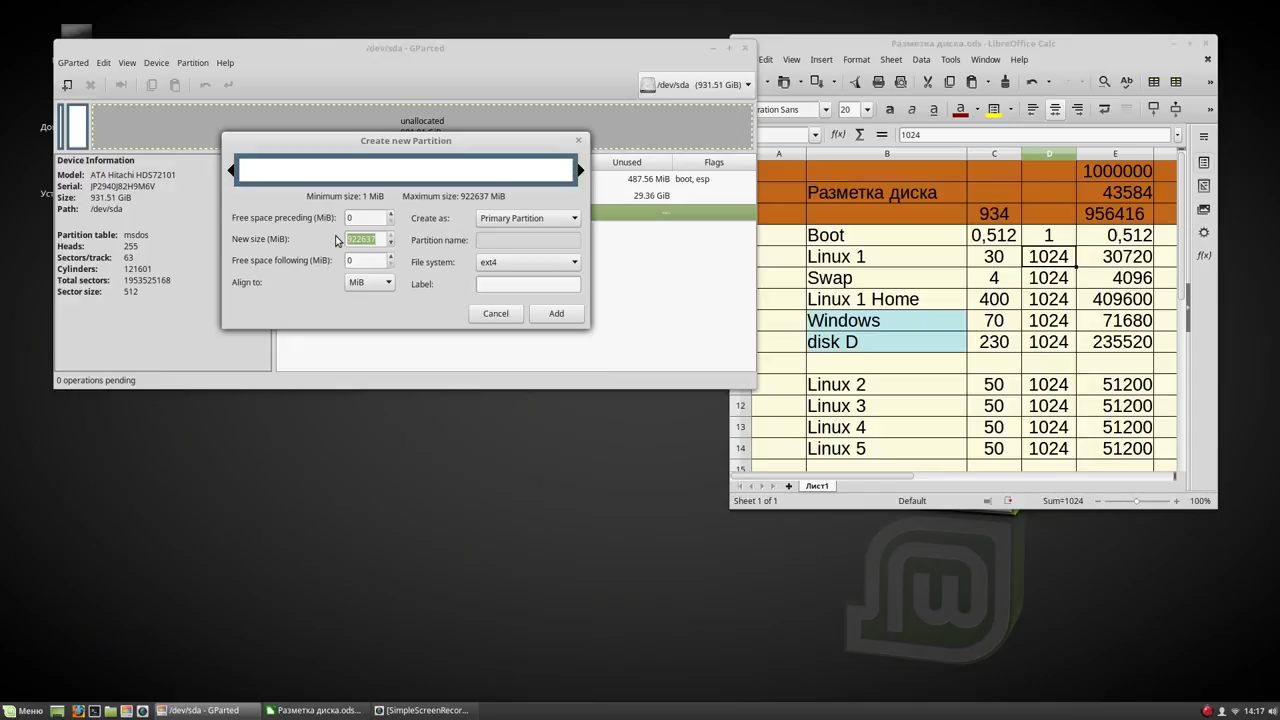 /dev/sda - GParted
GParted Edit View Device Partition Help
/dev/sda (931.51 GiB)
unallocated
Device Information
Model: ATA Hitachi HDS72101
Serial: JP2940J82H9M6V
Size: 931.51 GiB
Path: /dev/sda
Partition table: msdos
Heads: 255
Sectors/track: 63
Cylinders: 121601
Total sectors: 1953525168
Sector size: 512
Unused Flags
487.56 MiB boot, esp
29.36 GiB
---
0 operations pending
Create new Partition
Minimum size: 1 MiB Maximum size: 922637 MiB
Free space preceding (MiB): 0 Create as: Primary Partition
New size (MiB): 922637 Partition name:
Free space following (MiB): 0 File system: ext4
Align to: MiB Label:
Cancel Add
Разметка диска.ods - LibreOffice Calc
Edit View Insert Format Sheet Data Tools Window Help
ation Sans 20
1024
A B C D E
1000000
Разметка диска 43584
934 956416
Boot 0,512 1 0,512
Linux 1 30 1024 30720
Swap 4 1024 4096
Linux 1 Home 400 1024 409600
Windows 70 1024 71680
disk D 230 1024 235520
Linux 2 50 1024 51200
12 Linux 3 50 1024 51200
13 Linux 4 50 1024 51200
14 Linux 5 50 1024 51200
15
Лист1
Sheet 1 of 1 Default Sum=1024 100%
Меню /dev/sda - GParted Разметка диска.ods... [SimpleScreenRecor... 14:17